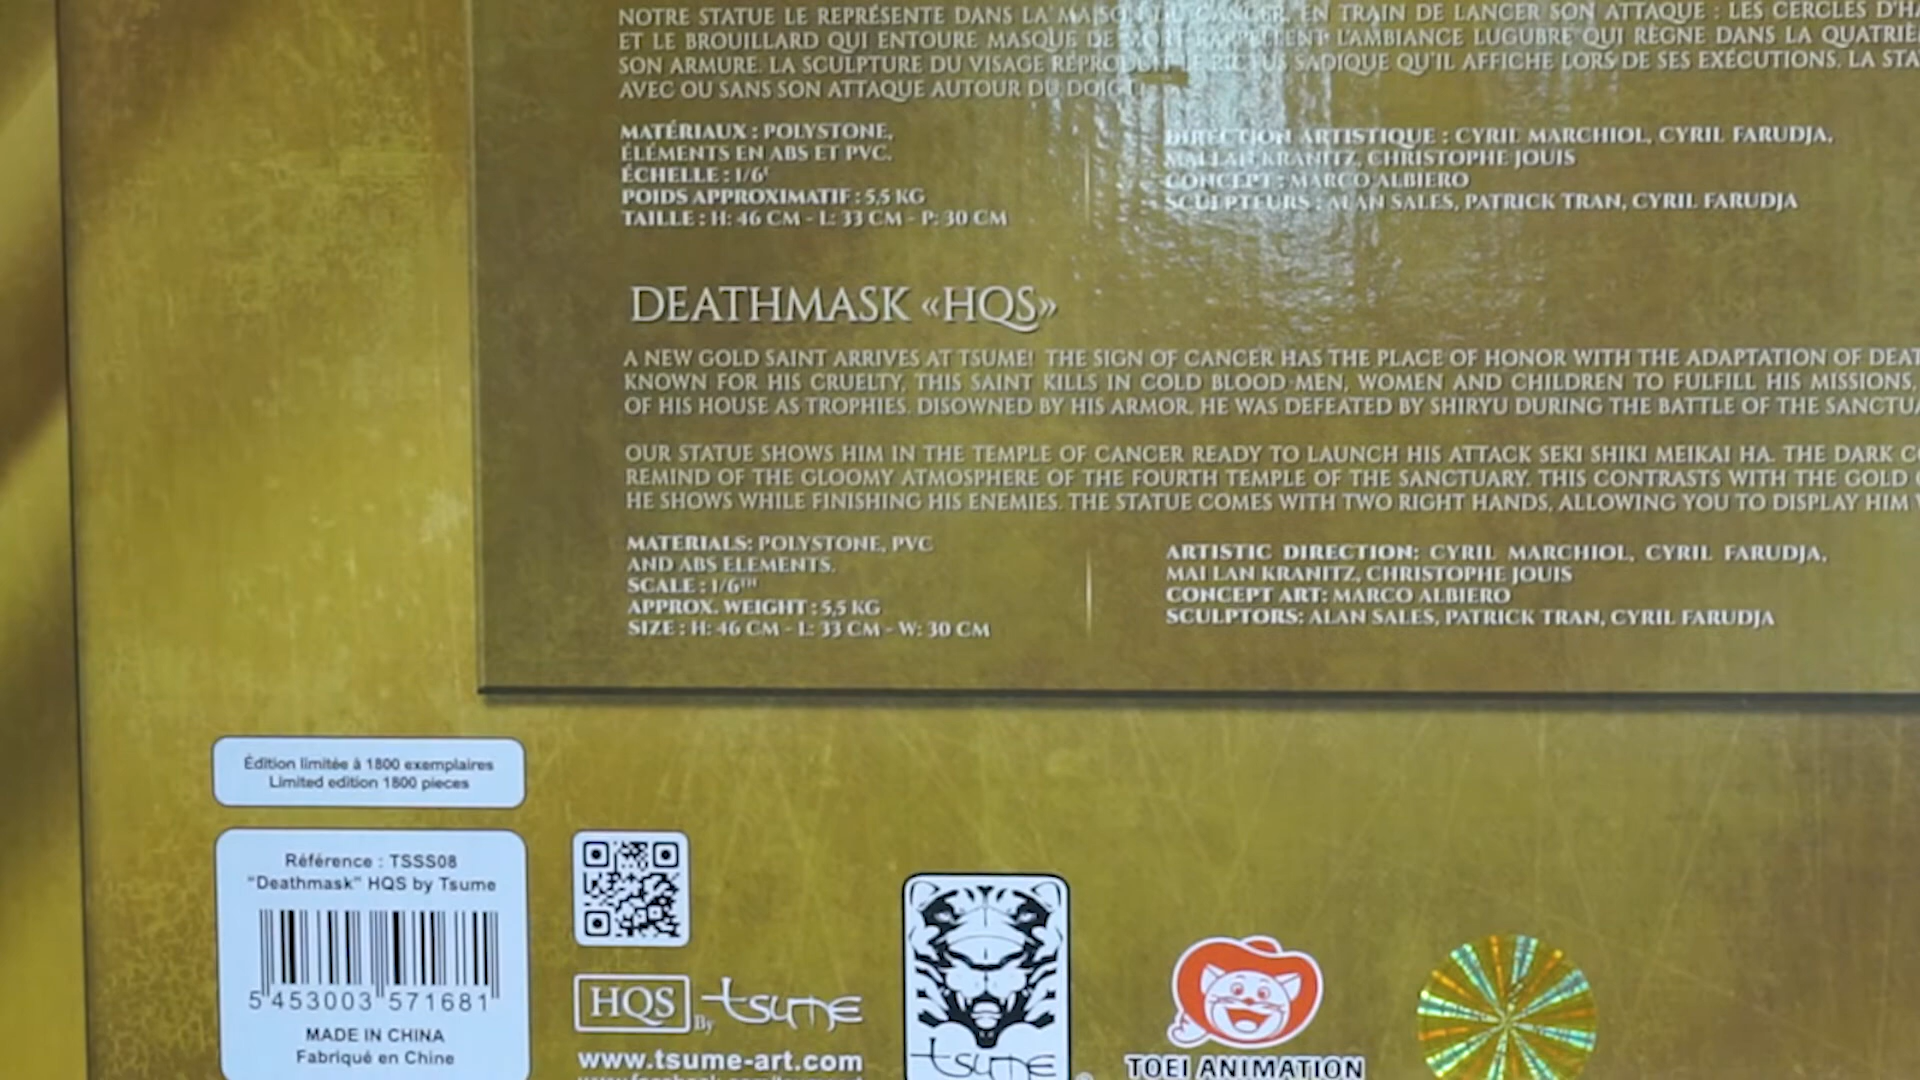 NOTRE STATUE LE REPRÉSENTE DANS LA MAISON DU CANCER, EN TRAIN DE LANCER SON ATTAQUE : LES CERCLES
ET LE BROUILLARD QUI ENTOURE MASQUE DE MORT RAPPELLENT L'AMBIANCE LUGUBRE QUI RÈGNE DANS LA
SON ARMURE. LA SCULPTURE DU VISAGE REPRODUIT LE RICTUS SADIQUE QU'IL AFFICHE LORS DE SES EXÉCUTIONS. LA
AVEC OU SANS SON ATTAQUE AUTOUR DU DOIGT
MATÉRIAUX : POLYSTONE,
ÉLÉMENTS EN ABS ET PVC.
ÉCHELLE : 1/6
POIDS APPROXIMATIF : 5,5 KG
TAILLE : H: 46 CM - L: 33 CM - P: 30 CM
DIRECTION ARTISTIQUE : CYRIL MARCHIOL, CYRIL FARUDJA,
MAI LAN KRANITZ, CHRISTOPHE JOUIS
CONCEPT : MARCO ALBIERO
SCULPTEURS : ALAN SALES, PATRICK TRAN, CYRIL FARUDJA
DEATHMASK «HQS»
A NEW GOLD SAINT ARRIVES AT TSUME! THE SIGN OF CANCER HAS THE PLACE OF HONOR WITH THE ADAPTATION OF
KNOWN FOR HIS CRUELTY, THIS SAINT KILLS IN COLD BLOOD MEN, WOMEN AND CHILDREN TO FULFILL HIS MISSIONS,
OF HIS HOUSE AS TROPHIES. DISOWNED BY HIS ARMOR, HE WAS DEFEATED BY SHIRYU DURING THE BATTLE OF THE
OUR STATUE SHOWS HIM IN THE TEMPLE OF CANCER READY TO LAUNCH HIS ATTACK SEKI SHIKI MEIKAI HA. THE DARK
REMIND OF THE GLOOMY ATMOSPHERE OF THE FOURTH TEMPLE OF THE SANCTUARY. THIS CONTRASTS WITH THE GOLD
HE SHOWS WHILE FINISHING HIS ENEMIES. THE STATUE COMES WITH TWO RIGHT HANDS, ALLOWING YOU TO DISPLAY HIM
MATERIALS: POLYSTONE, PVC
AND ABS ELEMENTS.
SCALE : 1/6TH
APPROX. WEIGHT : 5,5 KG
SIZE : H: 46 CM - L: 33 CM - W: 30 CM
ARTISTIC DIRECTION: CYRIL MARCHIOL, CYRIL FARUDJA,
MAI LAN KRANITZ, CHRISTOPHE JOUIS
CONCEPT ART: MARCO ALBIERO
SCULPTORS: ALAN SALES, PATRICK TRAN, CYRIL FARUDJA
Édition limitée à 1800 exemplaires
Limited edition 1800 pieces
Référence : TSSS08
"Deathmask" HQS by Tsume
5 453003 571681
MADE IN CHINA
Fabriqué en Chine
HQS By tsume
www.tsume-art.com
tsume
TOEI ANIMATION